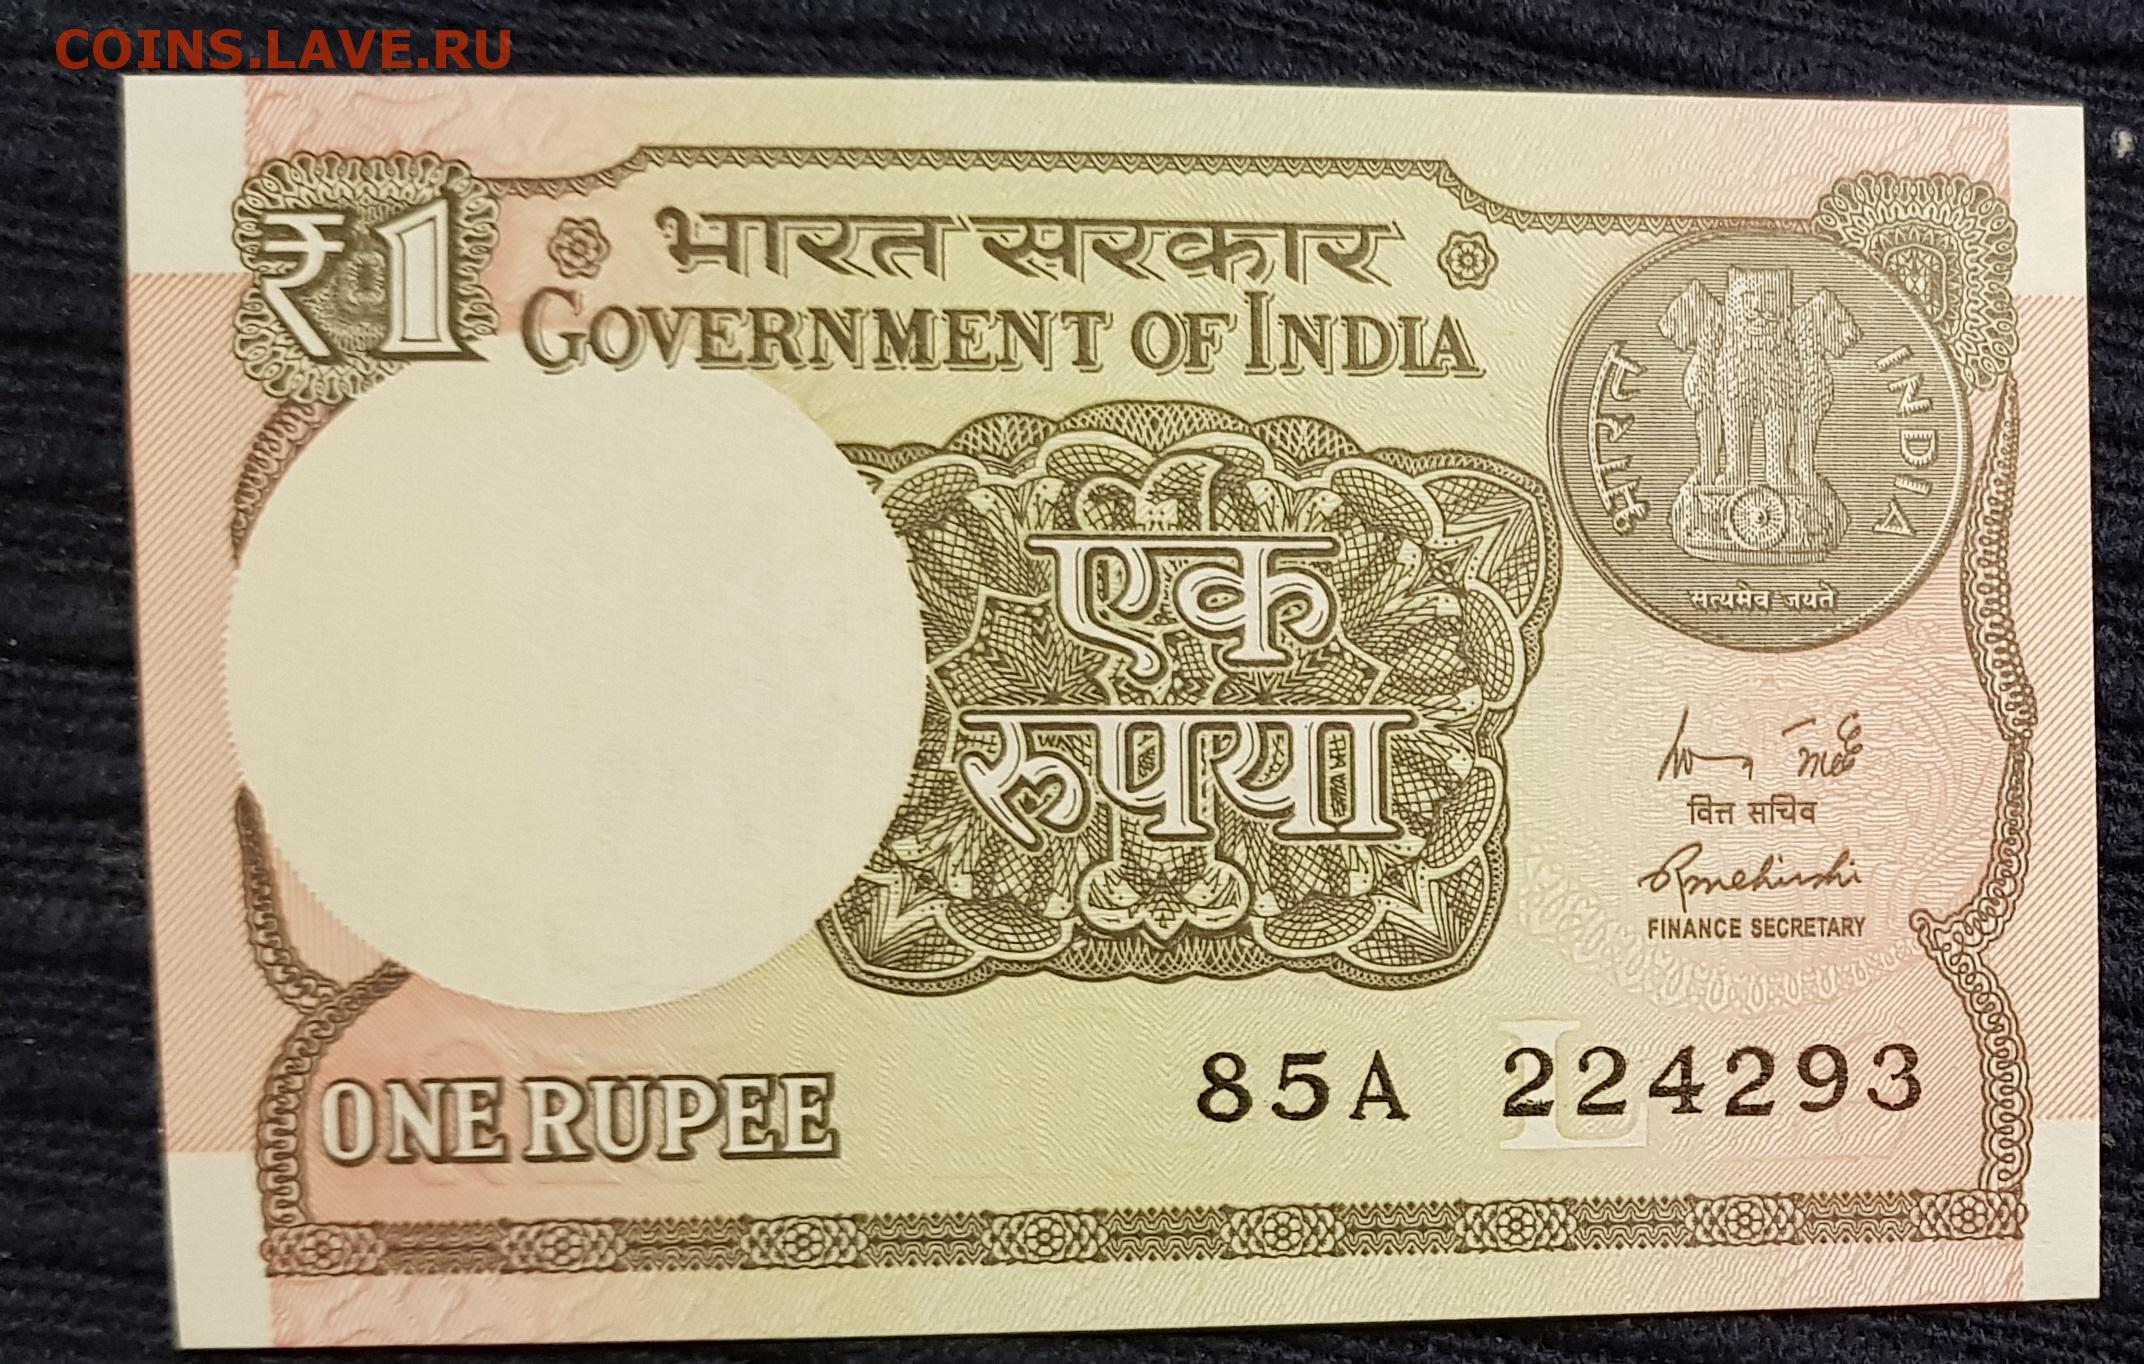 COINS.LAVE.RU
₹1
भारत सरकार
GOVERNMENT OF INDIA
भारत INDIA
सत्यमेव जयते
एक
रुपया
वित्त सचिव
FINANCE SECRETARY
L
85A 224293
ONE RUPEE